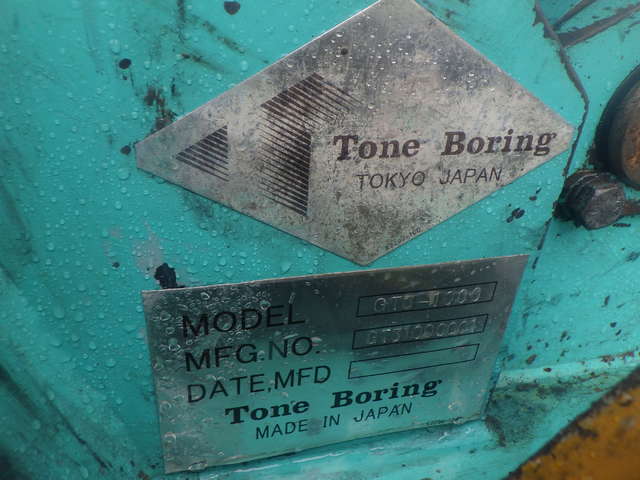 Tone Boring
TOKYO JAPAN
MODEL
MFG.NO.
DATE,MFD
Tone Boring
MADE IN JAPAN